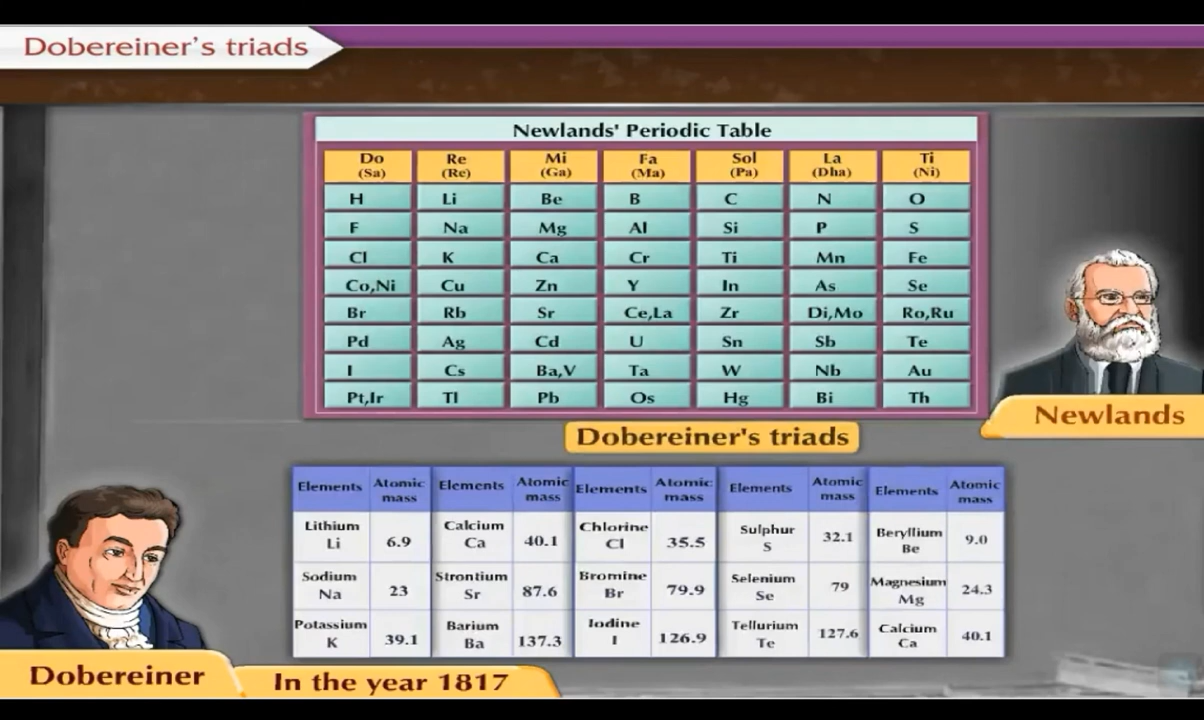 Dobereiner's triads
Newlands' Periodic Table
Do Re Mi Fa Sol La Ti
(Sa) (Re) (Ga) (Ma) (Pa) (Dha) (Ni)
H Li Be B C N O
F Na Mg Al Si P S
Cl K Ca Cr Ti Mn Fe
Co,Ni Cu Zn Y In As Se
Br Rb Sr Ce,La Zr Di,Mo Ro,Ru
Pd Ag Cd U Sn Sb Te
I Cs Ba,V Ta W Nb Au
Pt,Ir Tl Pb Os Hg Bi Th
Newlands
Dobereiner's triads
Elements Atomic mass Elements Atomic mass Elements Atomic mass Elements Atomic mass Elements Atomic mass
Lithium Li 6.9 Calcium Ca 40.1 Chlorine Cl 35.5 Sulphur S 32.1 Beryllium Be 9.0
Sodium Na 23 Strontium Sr 87.6 Bromine Br 79.9 Selenium Se 79 Magnesium Mg 24.3
Potassium K 39.1 Barium Ba 137.3 Iodine I 126.9 Tellurium Te 127.6 Calcium Ca 40.1
Dobereiner
In the year 1817